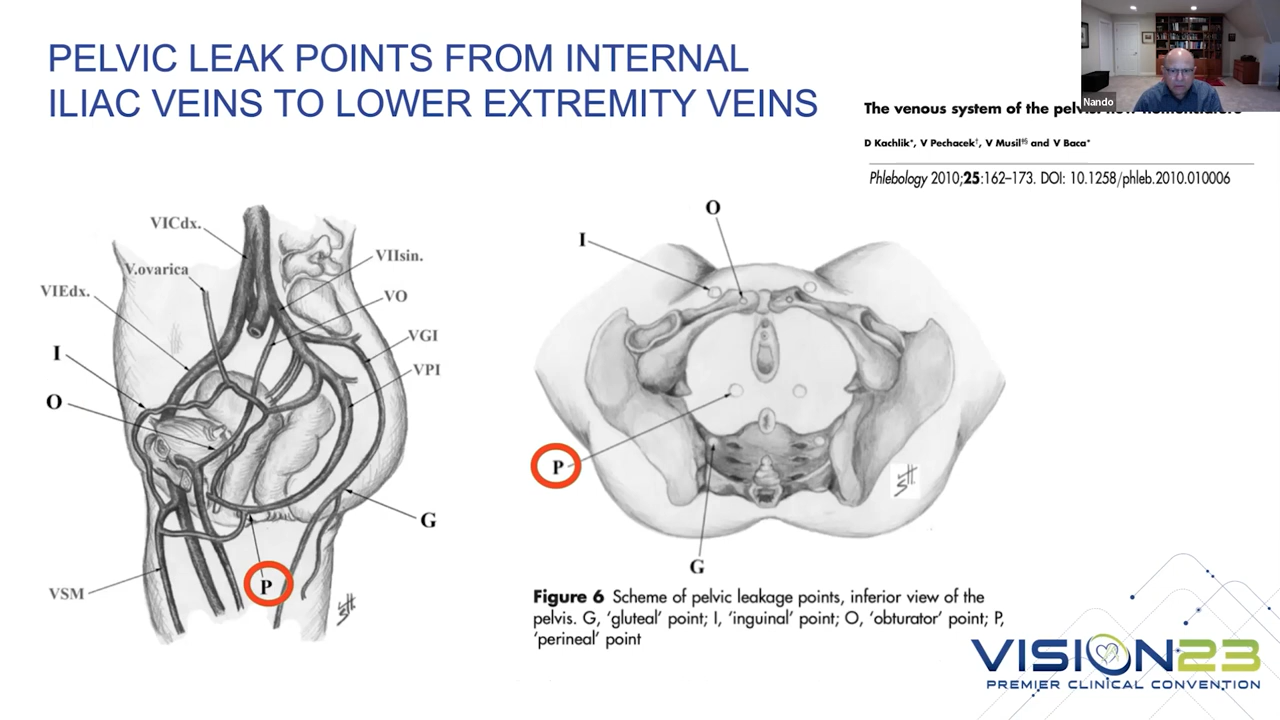 PELVIC LEAK POINTS FROM INTERNAL
ILIAC VEINS TO LOWER EXTREMITY VEINS
Nando
The venous system of the pelvis:
D Kachlik*, V Pechacek†, V Musil†§ and V Baca*
Phlebology 2010;25:162–173. DOI: 10.1258/phleb.2010.010006
VICdx.
V.ovarica
VIEdx.
I
O
VSM
VIIsin.
VO
VGI
VPI
G
P
O
I
P
G
Figure 6 Scheme of pelvic leakage points, inferior view of the
pelvis. G, ‘gluteal’ point; I, ‘inguinal’ point; O, ‘obturator’ point; P,
‘perineal’ point
VISION23
PREMIER CLINICAL CONVENTION